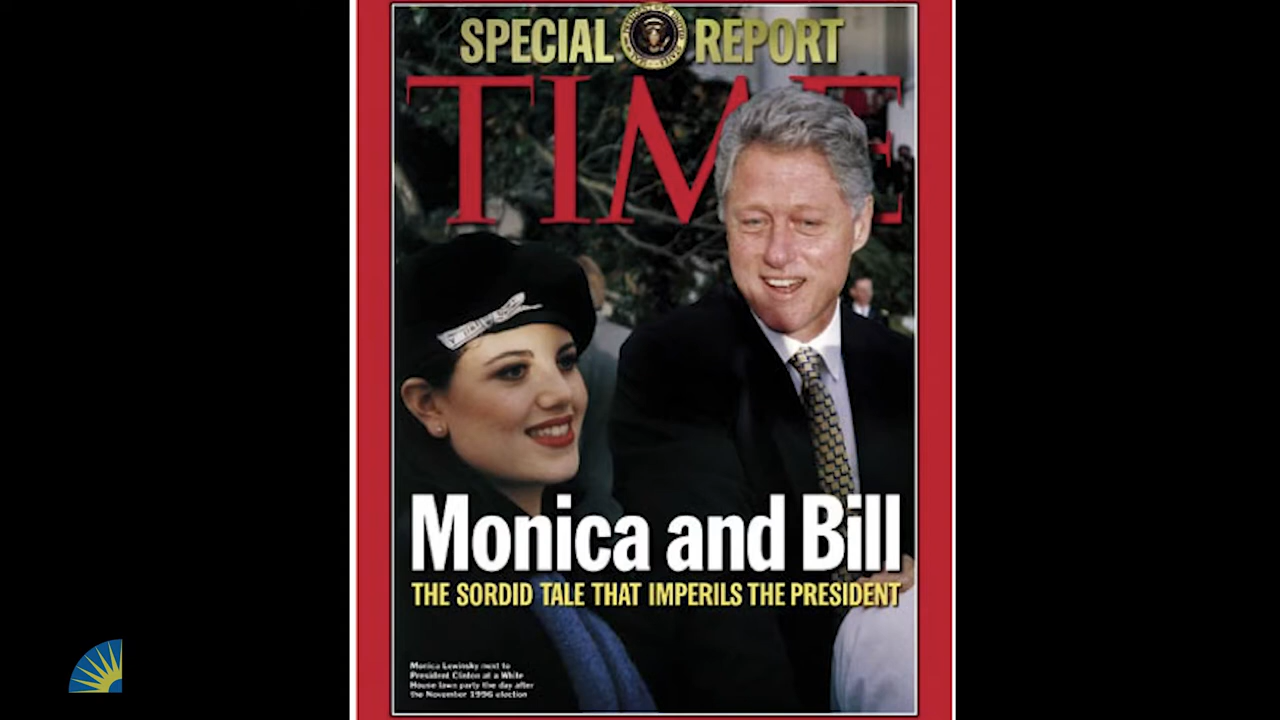 SPECIAL REPORT
TIME
Monica and Bill
THE SORDID TALE THAT IMPERILS THE PRESIDENT
Monica Lewinsky next to
President Clinton at a White
House lawn party the day after
the November 1996 election